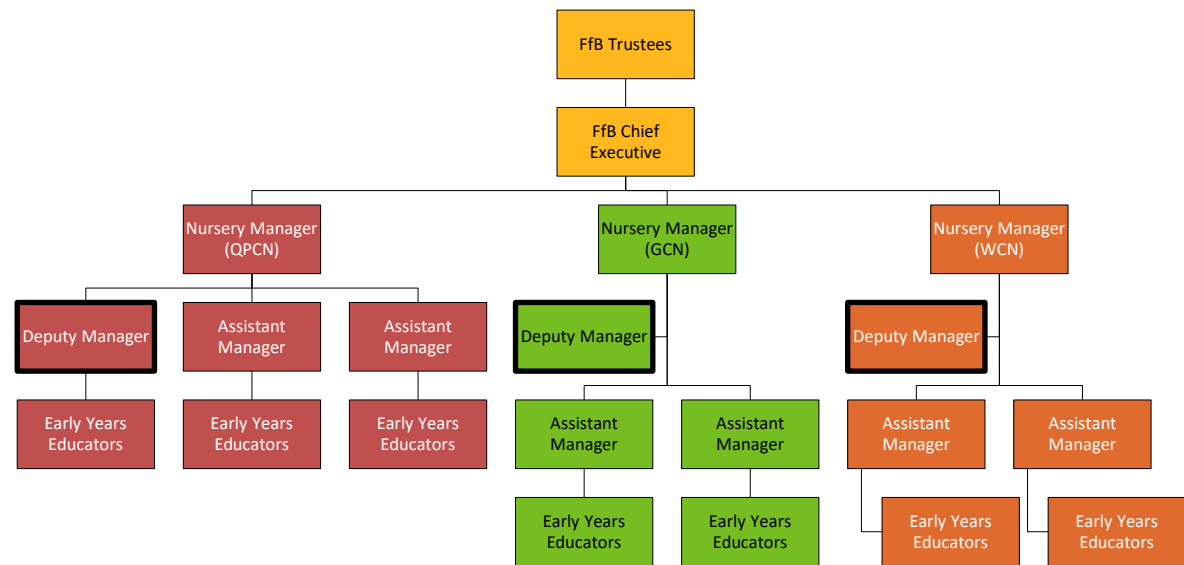 FfB Trustees
FfB Chief
Executive
Nursery Manager
(QPCN)
Nursery Manager
(GCN)
Nursery Manager
(WCN)
Deputy Manager
Assistant
Manager
Assistant
Manager
Deputy Manager
Deputy Manager
Early Years
Educators
Early Years
Educators
Early Years
Educators
Assistant
Manager
Assistant
Manager
Assistant
Manager
Assistant
Manager
Early Years
Educators
Early Years
Educators
Early Years
Educators
Early Years
Educators